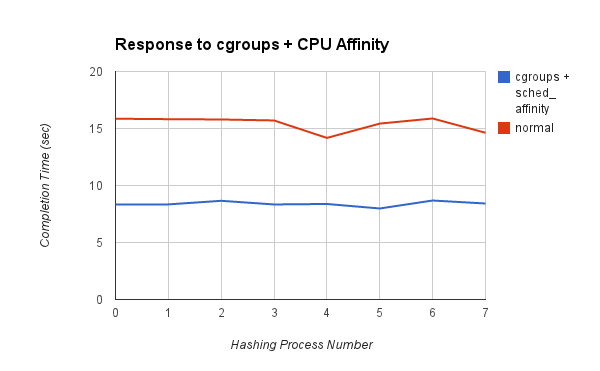 Response to cgroups + CPU Affinity
20
15
10
5
0
Completion Time (sec)
0 1 2 3 4 5 6 7
Hashing Process Number
cgroups +
sched_
affinity
normal